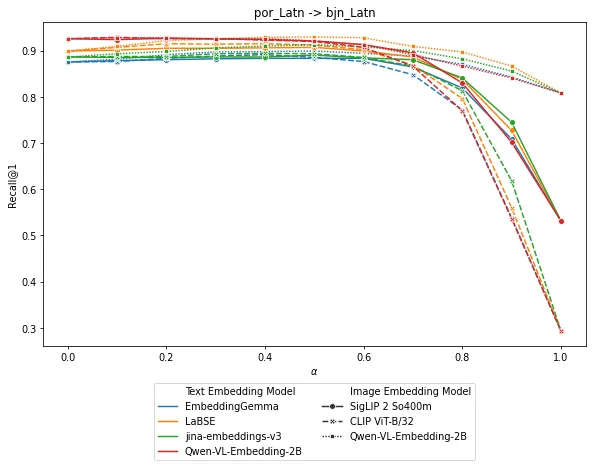 por_Latn -> bjn_Latn
Recall@1
0.9
0.8
0.7
0.6
0.5
0.4
0.3
0.0 0.2 0.4 0.6 0.8 1.0
α
Text Embedding Model Image Embedding Model
EmbeddingGemma SigLIP 2 So400m
LaBSE CLIP ViT-B/32
jina-embeddings-v3 Qwen-VL-Embedding-2B
Qwen-VL-Embedding-2B